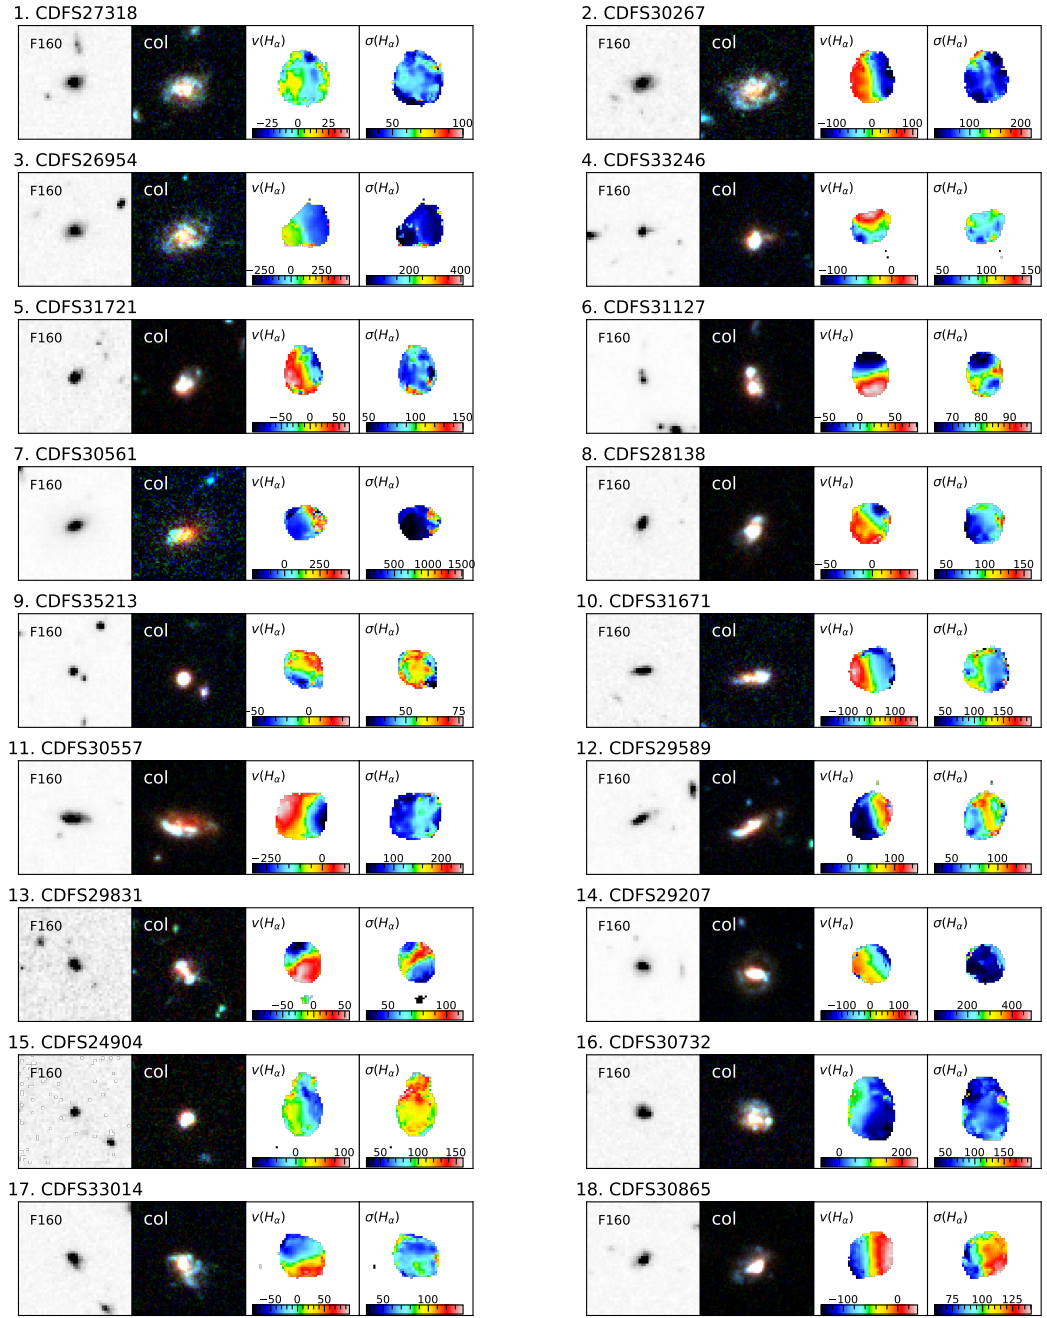 1. CDFS27318
F160 col v(Hα) σ(Hα)
−25 0 25 50 100
2. CDFS30267
F160 col v(Hα) σ(Hα)
−100 0 100 100 200
3. CDFS26954
F160 col v(Hα) σ(Hα)
−250 0 250 200 400
4. CDFS33246
F160 col v(Hα) σ(Hα)
−100 0 50 100 150
5. CDFS31721
F160 col v(Hα) σ(Hα)
−50 0 50 50 100 150
6. CDFS31127
F160 col v(Hα) σ(Hα)
−50 0 50 70 80 90
7. CDFS30561
F160 col v(Hα) σ(Hα)
0 250 500 1000 1500
8. CDFS28138
F160 col v(Hα) σ(Hα)
−50 0 50 100 150
9. CDFS35213
F160 col v(Hα) σ(Hα)
−50 0 50 75
10. CDFS31671
F160 col v(Hα) σ(Hα)
−100 0 100 50 100 150
11. CDFS30557
F160 col v(Hα) σ(Hα)
−250 0 100 200
12. CDFS29589
F160 col v(Hα) σ(Hα)
0 100 50 100
13. CDFS29831
F160 col v(Hα) σ(Hα)
−50 0 50 50 100
14. CDFS29207
F160 col v(Hα) σ(Hα)
−100 0 100 200 400
15. CDFS24904
F160 col v(Hα) σ(Hα)
0 100 50 100 150
16. CDFS30732
F160 col v(Hα) σ(Hα)
0 200 50 100 150
17. CDFS33014
F160 col v(Hα) σ(Hα)
−50 0 50 50 100
18. CDFS30865
F160 col v(Hα) σ(Hα)
−100 0 75 100 125